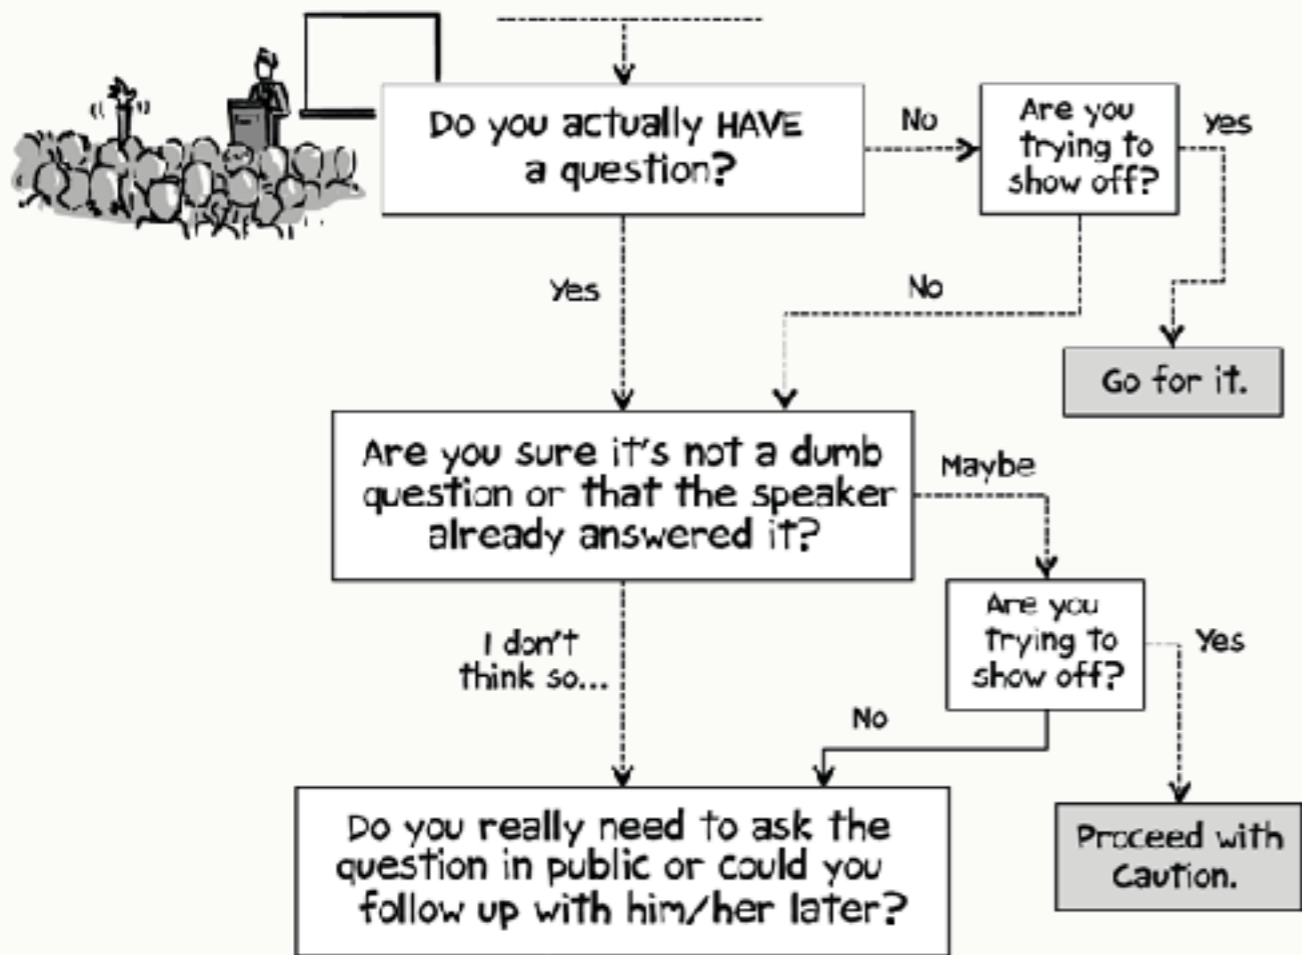 Do you actually HAVE
a question?
No
Are you
trying to
show off?
Yes
Yes
No
Go for it.
Are you sure it's not a dumb
question or that the speaker
already answered it?
Maybe
I don't
think so...
Are you
trying to
show off?
Yes
No
Do you really need to ask the
question in public or could you
follow up with him/her later?
Proceed with
Caution.